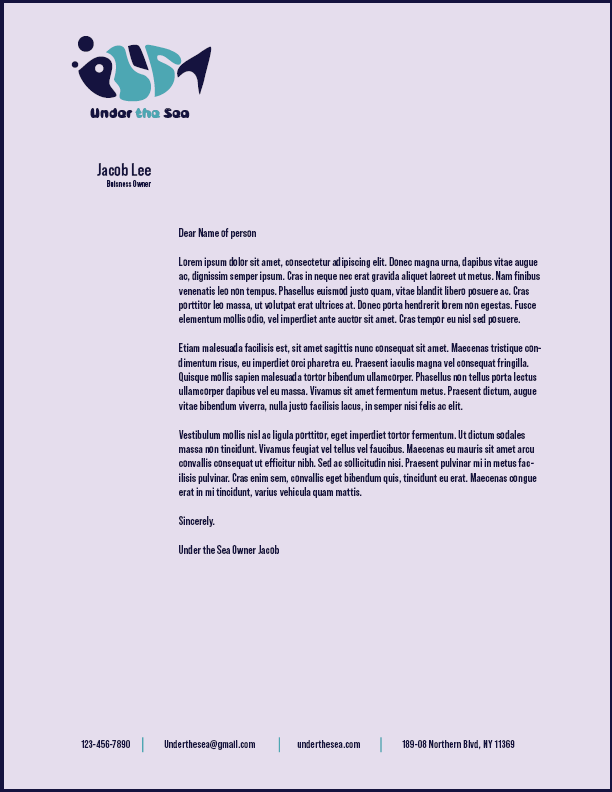 Under the Sea
Jacob Lee
Buisness Owner
Dear Name of person
Lorem ipsum dolor sit amet, consectetur adipiscing elit. Donec magna urna, dapibus vitae augue
ac, dignissim semper ipsum. Cras in neque nec erat gravida aliquet laoreet ut metus. Nam finibus
venenatis leo non tempus. Phasellus euismod justo quam, vitae blandit libero posuere ac. Cras
porttitor leo massa, ut volutpat erat ultrices at. Donec porta hendrerit lorem non egestas. Fusce
elementum mollis odio, vel imperdiet ante auctor sit amet. Cras tempor eu nisl sed posuere.
Etiam malesuada facilisis est, sit amet sagittis nunc consequat sit amet. Maecenas tristique con-
dimentum risus, eu imperdiet orci pharetra eu. Praesent iaculis magna vel consequat fringilla.
Quisque mollis sapien malesuada tortor bibendum ullamcorper. Phasellus non tellus porta lectus
ullamcorper dapibus vel eu massa. Vivamus sit amet fermentum metus. Praesent dictum, augue
vitae bibendum viverra, nulla justo facilisis lacus, in semper nisi felis ac elit.
Vestibulum mollis nisl ac ligula porttitor, eget imperdiet tortor fermentum. Ut dictum sodales
massa non tincidunt. Vivamus feugiat vel tellus vel faucibus. Maecenas eu mauris sit amet arcu
convallis consequat ut efficitur nibh. Sed ac sollicitudin nisi. Praesent pulvinar mi in metus fac-
ilisis pulvinar. Cras enim sem, convallis eget bibendum quis, tincidunt eu erat. Maecenas congue
erat in mi tincidunt, varius vehicula quam mattis.
Sincerely.
Under the Sea Owner Jacob
123-456-7890 | Underthesea@gmail.com | underthesea.com | 189-08 Northern Blvd, NY 11369